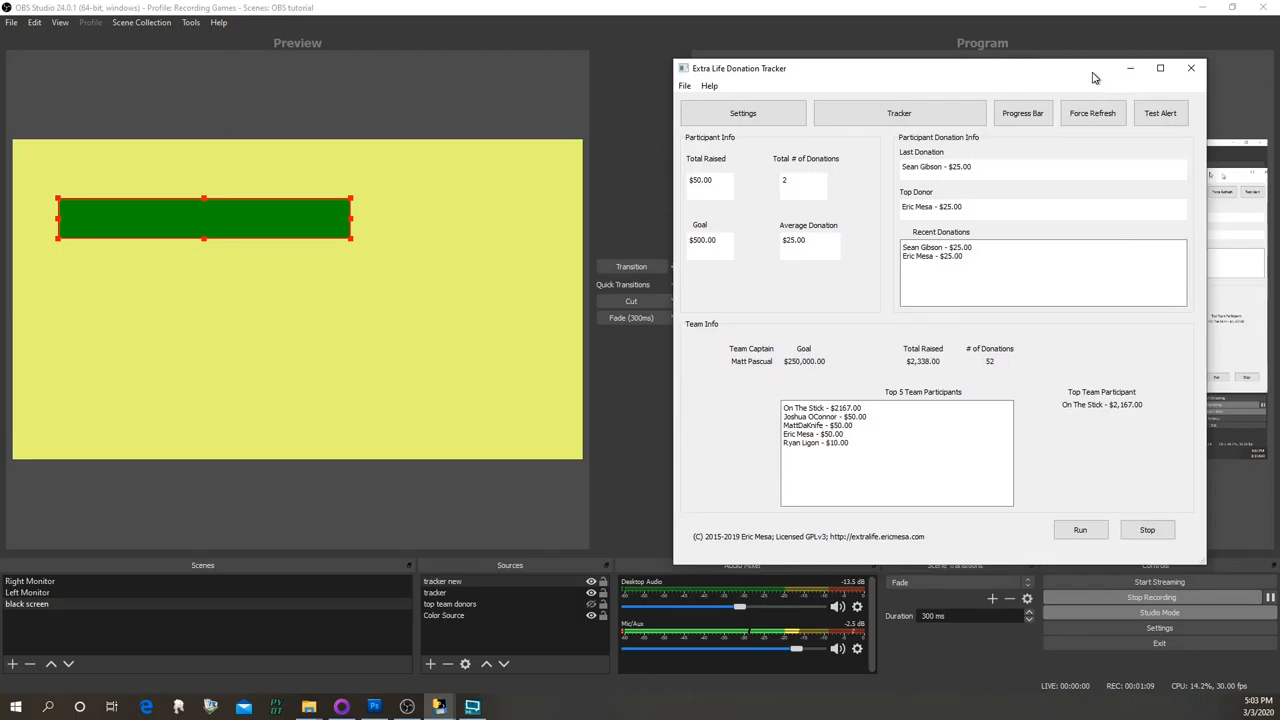 OBS Studio 24.0.1 (64-bit, windows) - Profile: Recording Games - Scenes: OBS tutorial
File Edit View Profile Scene Collection Tools Help
Preview
Program
Transition
Quick Transitions
Cut
Fade (300ms)
Extra Life Donation Tracker
File Help
Settings Tracker Progress Bar Force Refresh Test Alert
Participant Info
Total Raised Total # of Donations
$50.00 2
Goal Average Donation
$500.00 $25.00
Participant Donation Info
Last Donation
Sean Gibson - $25.00
Top Donor
Eric Mesa - $25.00
Recent Donations
Sean Gibson - $25.00
Eric Mesa - $25.00
Team Info
Team Captain Goal Total Raised # of Donations
Matt Pascual $250,000.00 $2,338.00 52
Top 5 Team Participants
On The Stick - $2167.00
Joshua OConnor - $50.00
MattDaKnife - $50.00
Eric Mesa - $50.00
Ryan Ligon - $10.00
Top Team Participant
On The Stick - $2,167.00
Run Stop
(C) 2015-2019 Eric Mesa; Licensed GPLv3; http://extralife.ericmesa.com
Scenes
Right Monitor
Left Monitor
black screen
Sources
tracker new
tracker
top team donors
Color Source
Desktop Audio -13.5 dB
Mic/Aux -2.5 dB
Fade
Duration 300 ms
Start Streaming
Stop Recording
Studio Mode
Settings
Exit
LIVE: 00:00:00 REC: 00:01:09 CPU: 14.2%, 30.00 fps
5:03 PM
3/3/2020